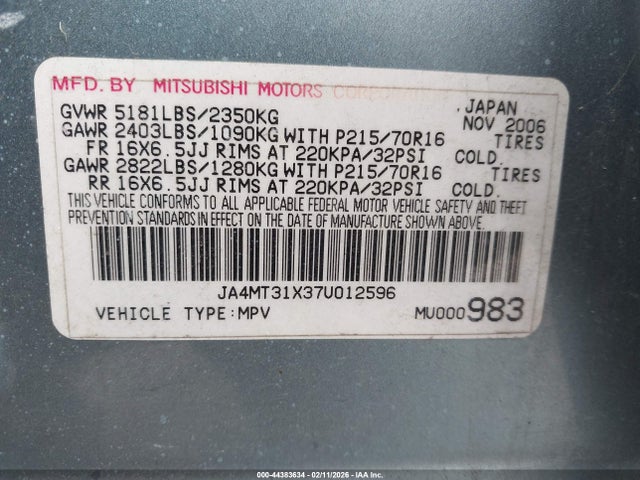 MFD. BY MITSUBISHI MOTORS CORPORATION JAPAN
GVWR 5181LBS/2350KG NOV 2006
GAWR 2403LBS/1090KG WITH P215/70R16 TIRES
FR 16X6.5JJ RIMS AT 220KPA/32PSI COLD.
GAWR 2822LBS/1280KG WITH P215/70R16 TIRES
RR 16X6.5JJ RIMS AT 220KPA/32PSI COLD.
THIS VEHICLE CONFORMS TO ALL APPLICABLE FEDERAL MOTOR VEHICLE SAFETY AND THEFT
PREVENTION STANDARDS IN EFFECT ON THE DATE OF MANUFACTURE SHOWN ABOVE.
JA4MT31X37U012596
VEHICLE TYPE:MPV MU000983
000-44383634 - 02/11/2026 - IAAI.CA